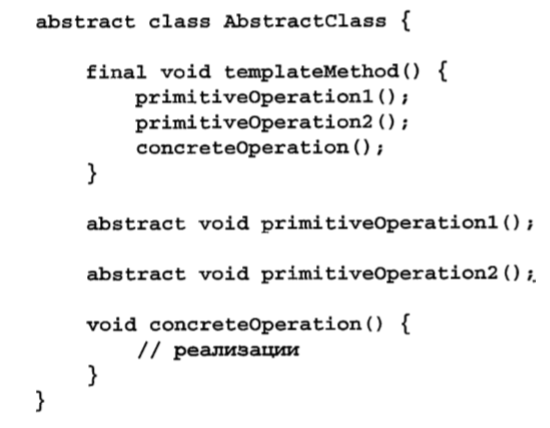 abstract class AbstractClass {
final void templateMethod() {
primitiveOperation1();
primitiveOperation2();
concreteOperation();
}
abstract void primitiveOperation1();
abstract void primitiveOperation2();
void concreteOperation() {
// реализации
}
}